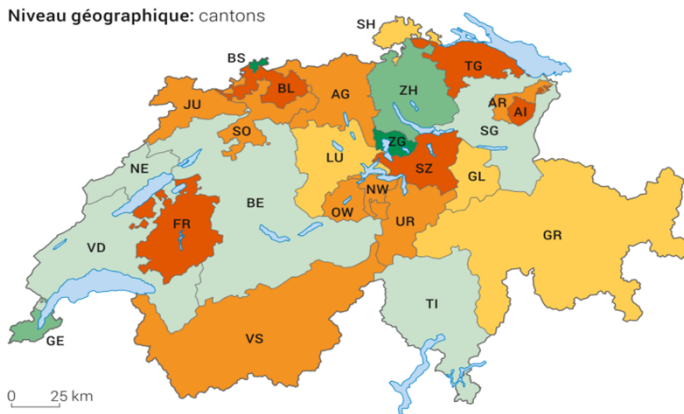 Niveau géographique: cantons
SH
BS
BL
TG
ZH
AG
JU
AR
AI
SO
SG
ZG
LU
NE
SZ
GL
BE
NW
OW
FR
UR
GR
VD
TI
GE
VS
0 25 km